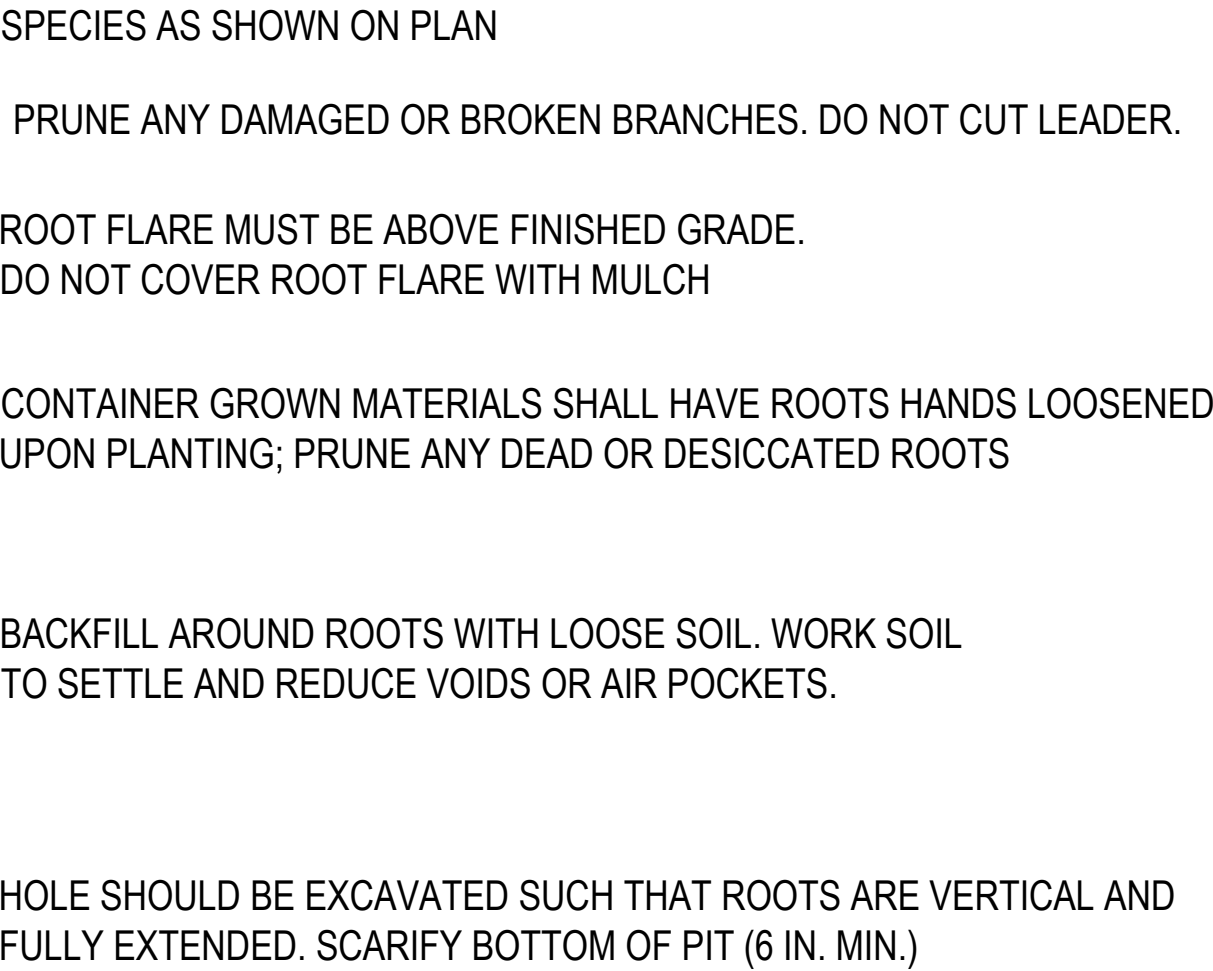 SPECIES AS SHOWN ON PLAN
PRUNE ANY DAMAGED OR BROKEN BRANCHES. DO NOT CUT LEADER.
ROOT FLARE MUST BE ABOVE FINISHED GRADE.
DO NOT COVER ROOT FLARE WITH MULCH
CONTAINER GROWN MATERIALS SHALL HAVE ROOTS HANDS LOOSENED
UPON PLANTING; PRUNE ANY DEAD OR DESICCATED ROOTS
BACKFILL AROUND ROOTS WITH LOOSE SOIL. WORK SOIL
TO SETTLE AND REDUCE VOIDS OR AIR POCKETS.
HOLE SHOULD BE EXCAVATED SUCH THAT ROOTS ARE VERTICAL AND
FULLY EXTENDED. SCARIFY BOTTOM OF PIT (6 IN. MIN.)